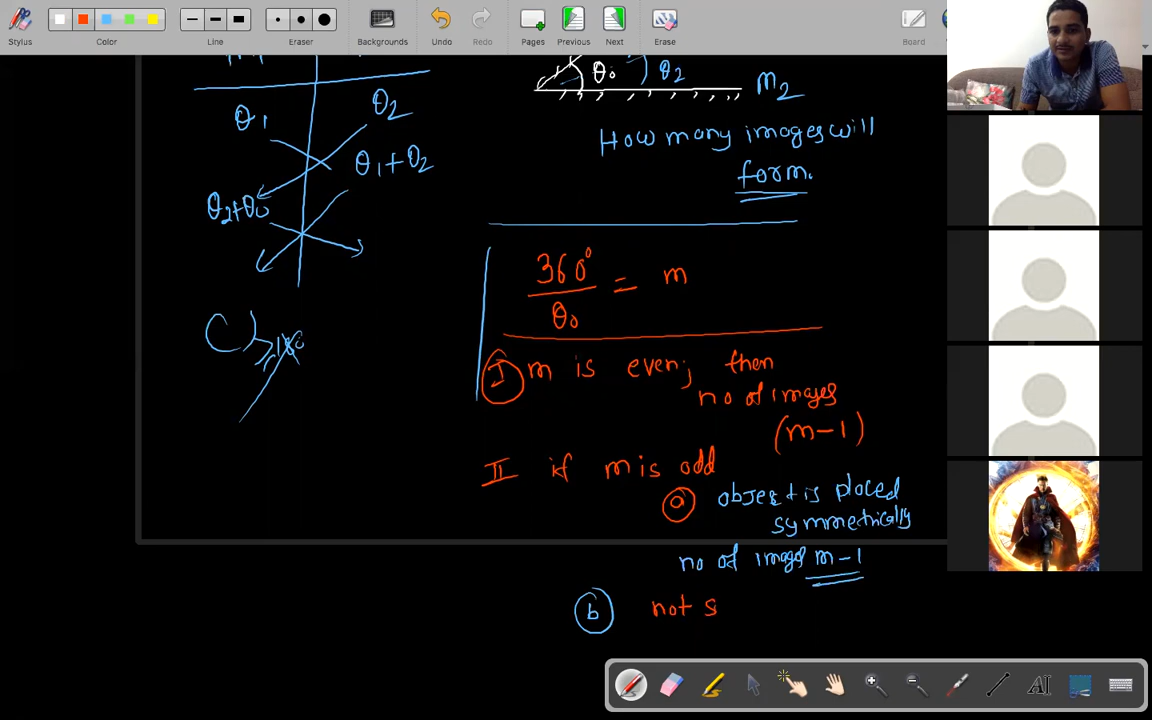 Stylus
Color
Line
Eraser
Backgrounds
Undo
Redo
Pages
Previous
Next
Erase
Board
θ1
θ2
θ1+θ2
θ2+θ0
C) ≥180
θ0
θ2
m2
How many images will
form.
360°
θ0
= m
I m is even; then
no of images
(m-1)
II if m is odd
a object is placed
symmetrically
no of images m-1
b not s